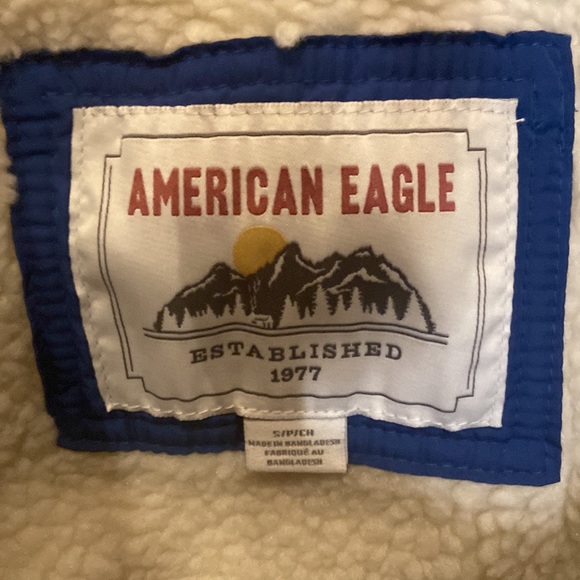 AMERICAN EAGLE
ESTABLISHED
1977
S/P/CH
MADE IN BANGLADESH
FABRIQUÉ AU
BANGLADESH